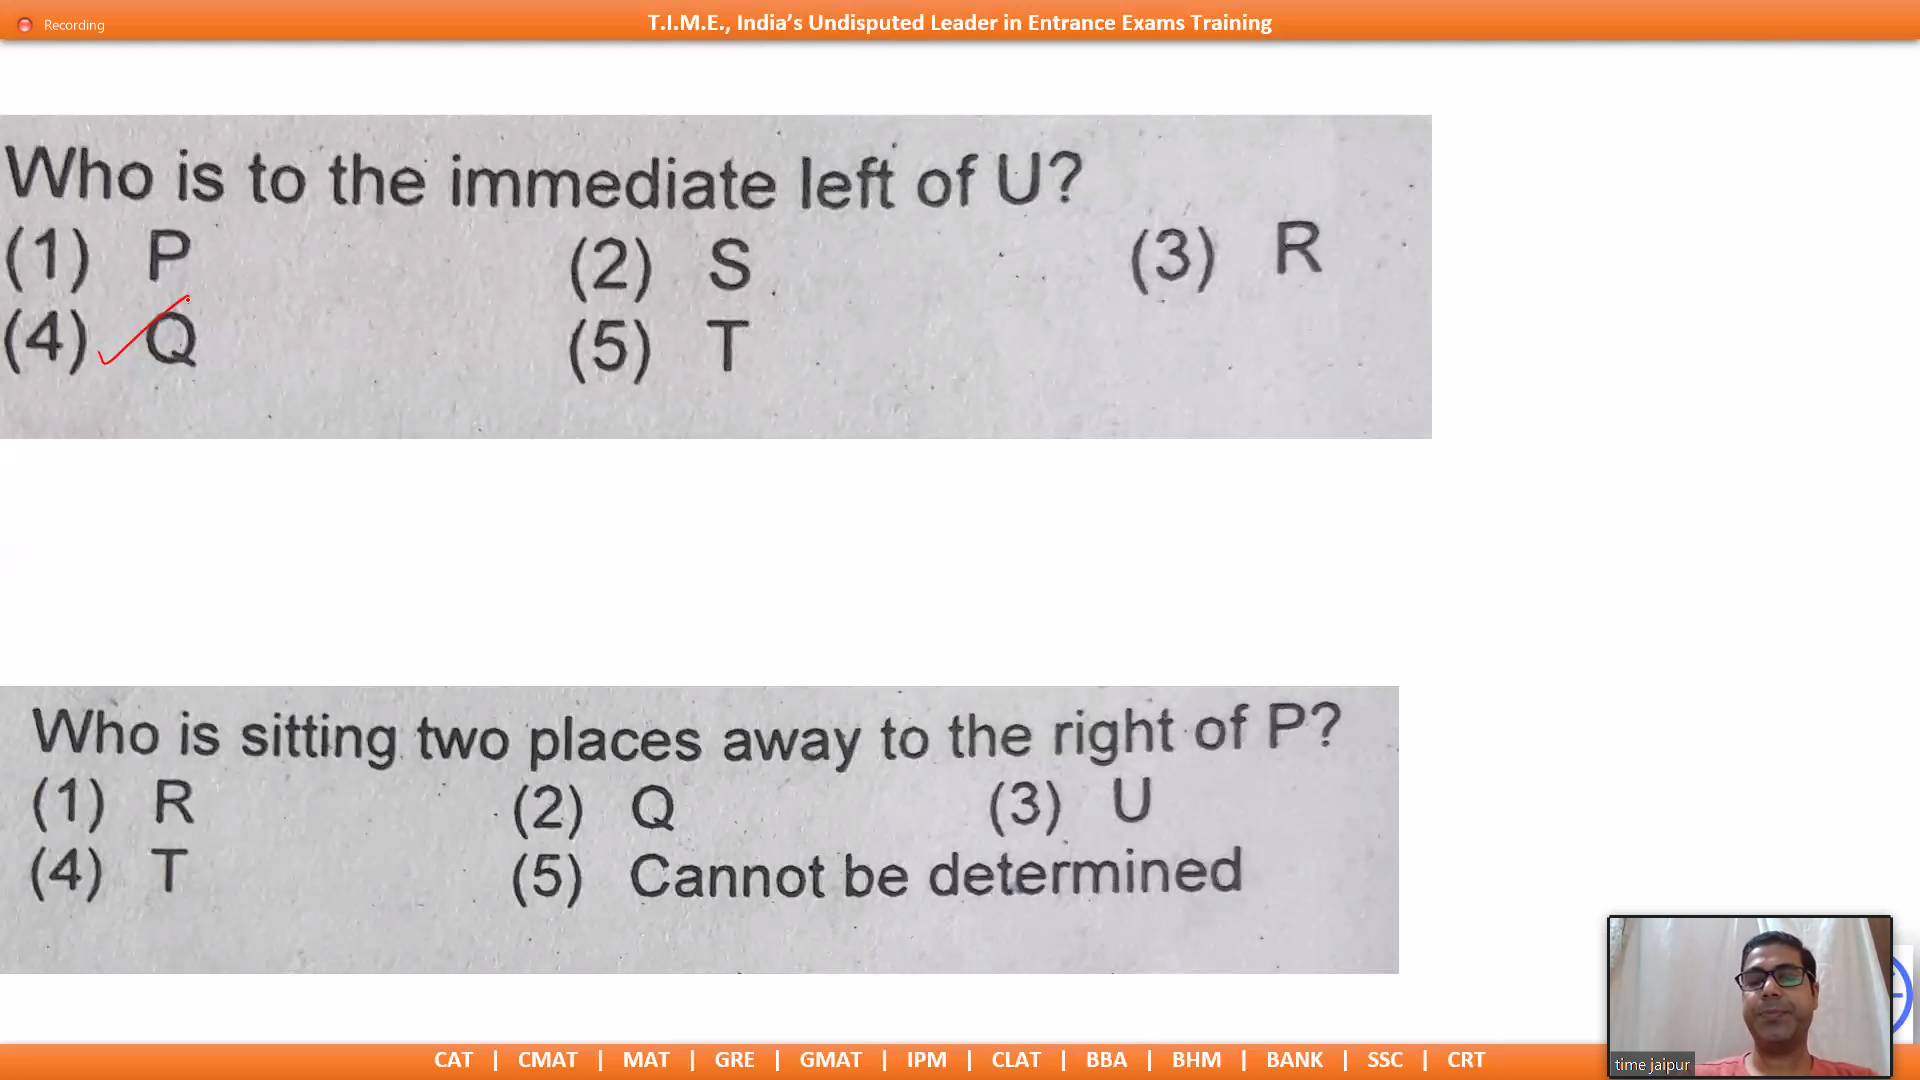 Recording
T.I.M.E., India's Undisputed Leader in Entrance Exams Training
Who is to the immediate left of U?
(1) P (2) S (3) R
(4) Q (5) T
Who is sitting two places away to the right of P?
(1) R (2) Q (3) U
(4) T (5) Cannot be determined
time jaipur
CAT | CMAT | MAT | GRE | GMAT | IPM | CLAT | BBA | BHM | BANK | SSC | CRT